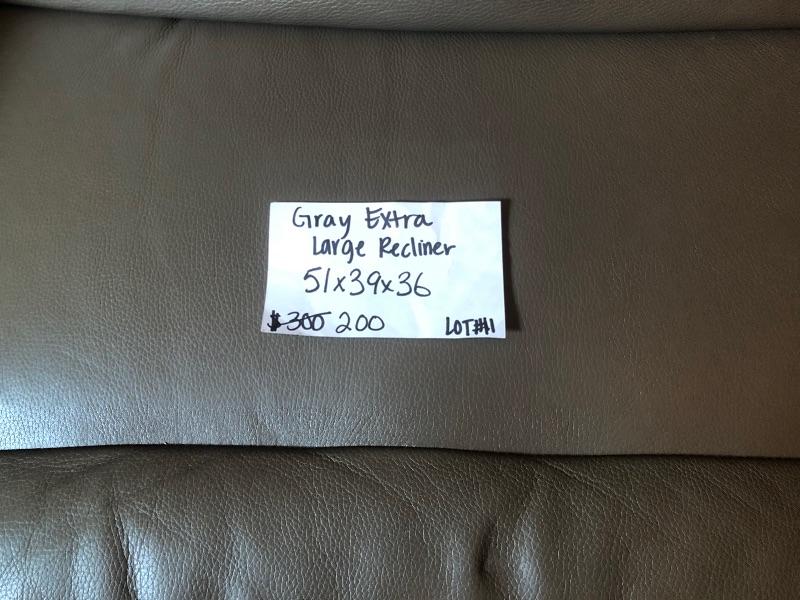 Gray Extra
Large Recliner
51x39x36
$300 200 LOT#1